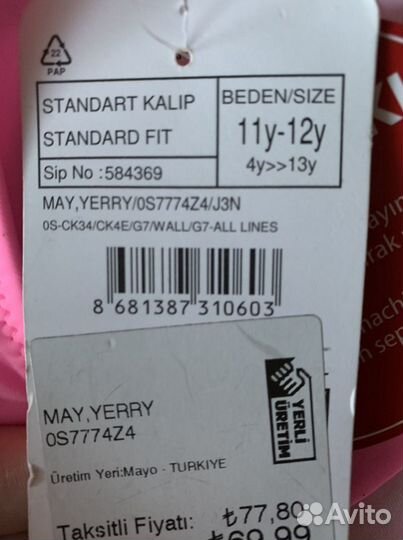 22
PAP
STANDART KALIP
STANDARD FIT
BEDEN/SIZE
11y-12y
4y>>13y
Sip No :584369
MAY,YERRY/0S7774Z4/J3N
0S-CK34/CK4E/G7/WALL/G7-ALL LINES
8 681387 310603
MAY,YERRY
0S7774Z4
YERLİ
ÜRETİM
Üretim Yeri:Mayo - TURKIYE
Taksitli Fiyatı: ₺77,80
₺69,99
Avito